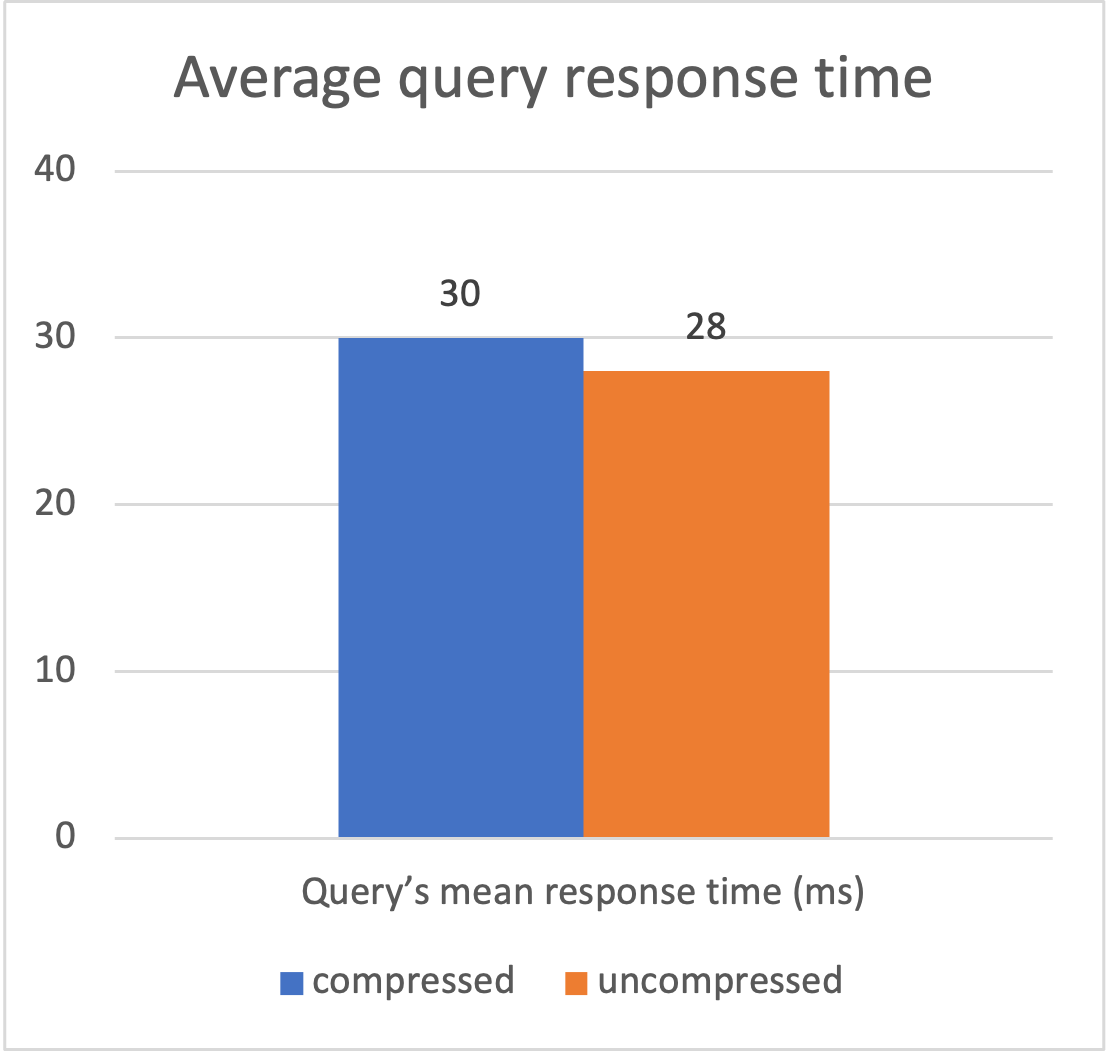 Average query response time
40
30
28
30
20
10
0
Query’s mean response time (ms)
compressed uncompressed